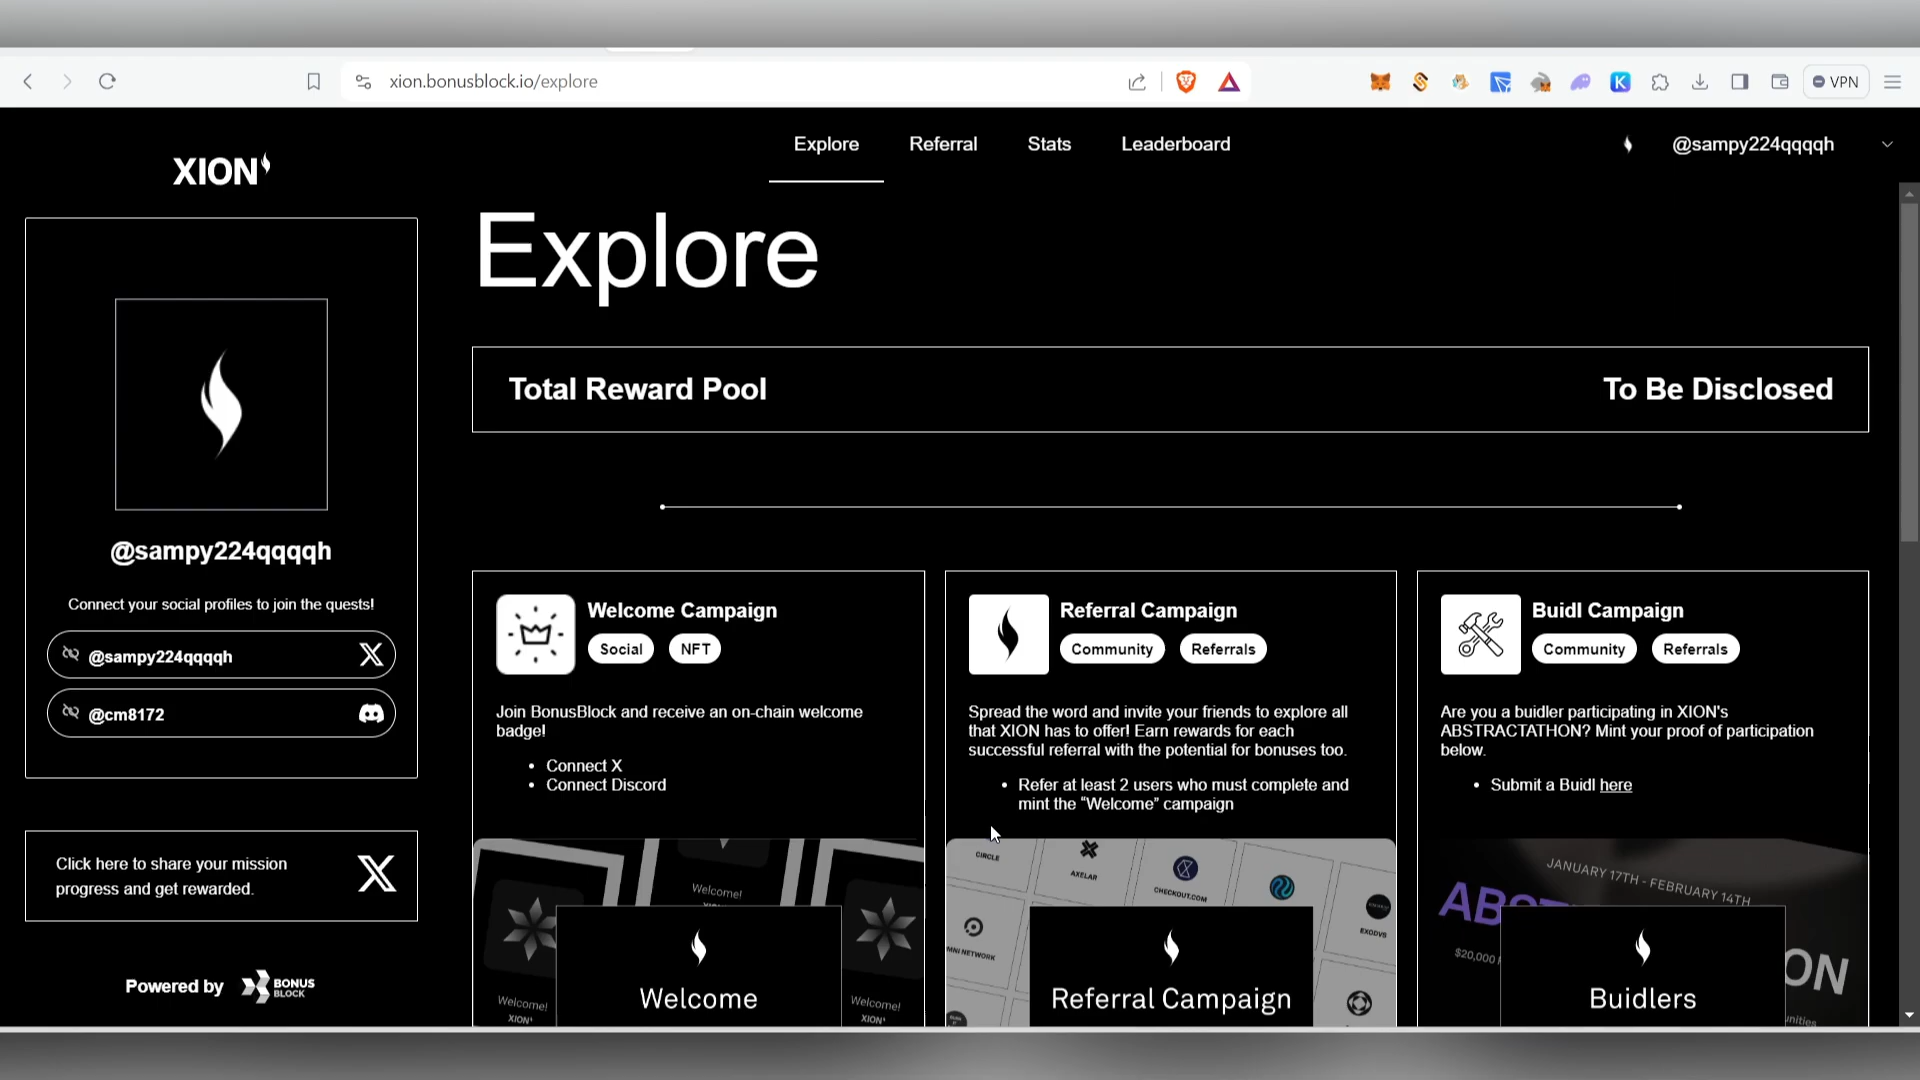 xion.bonusblock.io/explore
VPN
XION
Explore
Referral
Stats
Leaderboard
@sampy224qqqqh
Explore
@sampy224qqqqh
Connect your social profiles to join the quests!
@sampy224qqqqh
@cm8172
Click here to share your mission
progress and get rewarded.
Powered by
BONUS
BLOCK
Total Reward Pool
To Be Disclosed
Welcome Campaign
Social
NFT
Join BonusBlock and receive an on-chain welcome
badge!
• Connect X
• Connect Discord
Welcome!
Welcome!
XION
Welcome
Welcome!
XION
Referral Campaign
Community
Referrals
Spread the word and invite your friends to explore all
that XION has to offer! Earn rewards for each
successful referral with the potential for bonuses too.
• Refer at least 2 users who must complete and
mint the “Welcome” campaign
CIRCLE
AXELAR
CHECKOUT.COM
NETWORK
Referral Campaign
Buidl Campaign
Community
Referrals
Are you a buidler participating in XION's
ABSTRACTATHON? Mint your proof of participation
below.
• Submit a Buidl here
JANUARY 17TH - FEBRUARY 14TH
$20,000
ON
Buidlers